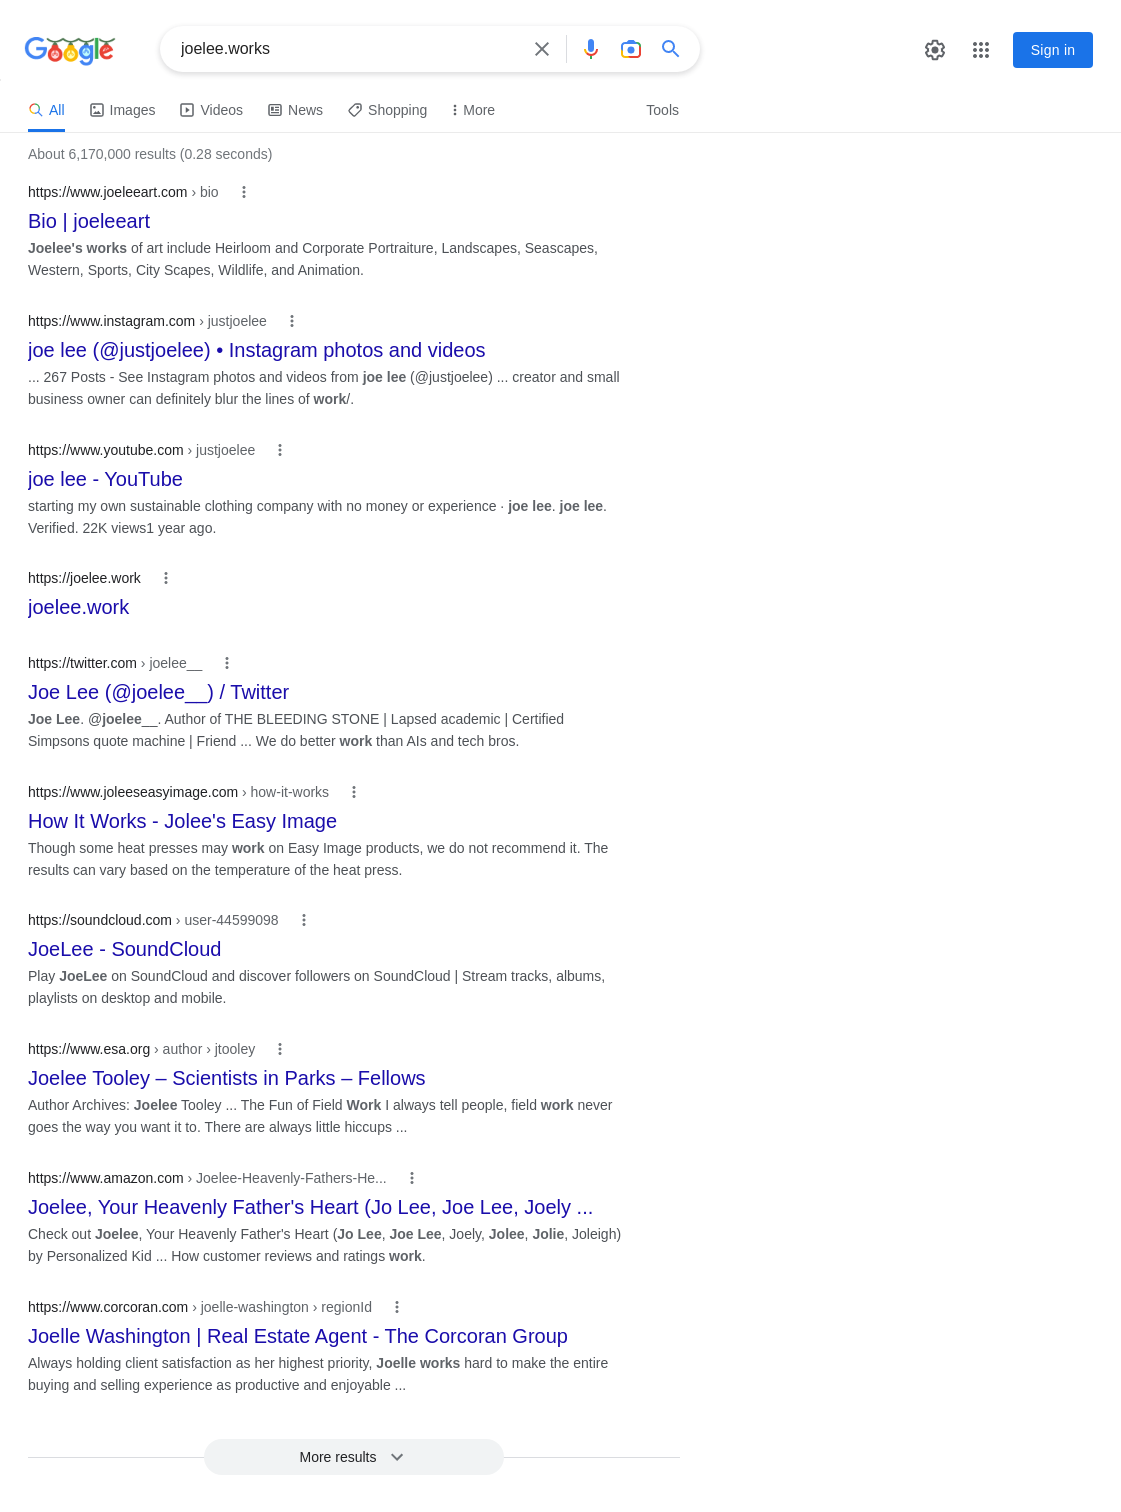 Google
joelee.works
Sign in
All Images Videos News Shopping More Tools
About 6,170,000 results (0.28 seconds)
https://www.joeleeart.com › bio
Bio | joeleeart
Joelee's works of art include Heirloom and Corporate Portraiture, Landscapes, Seascapes,
Western, Sports, City Scapes, Wildlife, and Animation.
https://www.instagram.com › justjoelee
joe lee (@justjoelee) • Instagram photos and videos
... 267 Posts - See Instagram photos and videos from joe lee (@justjoelee) ... creator and small
business owner can definitely blur the lines of work/.
https://www.youtube.com › justjoelee
joe lee - YouTube
starting my own sustainable clothing company with no money or experience · joe lee. joe lee.
Verified. 22K views1 year ago.
https://joelee.work
joelee.work
https://twitter.com › joelee__
Joe Lee (@joelee__) / Twitter
Joe Lee. @joelee__. Author of THE BLEEDING STONE | Lapsed academic | Certified
Simpsons quote machine | Friend ... We do better work than AIs and tech bros.
https://www.joleeseasyimage.com › how-it-works
How It Works - Jolee's Easy Image
Though some heat presses may work on Easy Image products, we do not recommend it. The
results can vary based on the temperature of the heat press.
https://soundcloud.com › user-44599098
JoeLee - SoundCloud
Play JoeLee on SoundCloud and discover followers on SoundCloud | Stream tracks, albums,
playlists on desktop and mobile.
https://www.esa.org › author › jtooley
Joelee Tooley – Scientists in Parks – Fellows
Author Archives: Joelee Tooley ... The Fun of Field Work I always tell people, field work never
goes the way you want it to. There are always little hiccups ...
https://www.amazon.com › Joelee-Heavenly-Fathers-He...
Joelee, Your Heavenly Father's Heart (Jo Lee, Joe Lee, Joely ...
Check out Joelee, Your Heavenly Father's Heart (Jo Lee, Joe Lee, Joely, Jolee, Jolie, Joleigh)
by Personalized Kid ... How customer reviews and ratings work.
https://www.corcoran.com › joelle-washington › regionId
Joelle Washington | Real Estate Agent - The Corcoran Group
Always holding client satisfaction as her highest priority, Joelle works hard to make the entire
buying and selling experience as productive and enjoyable ...
More results